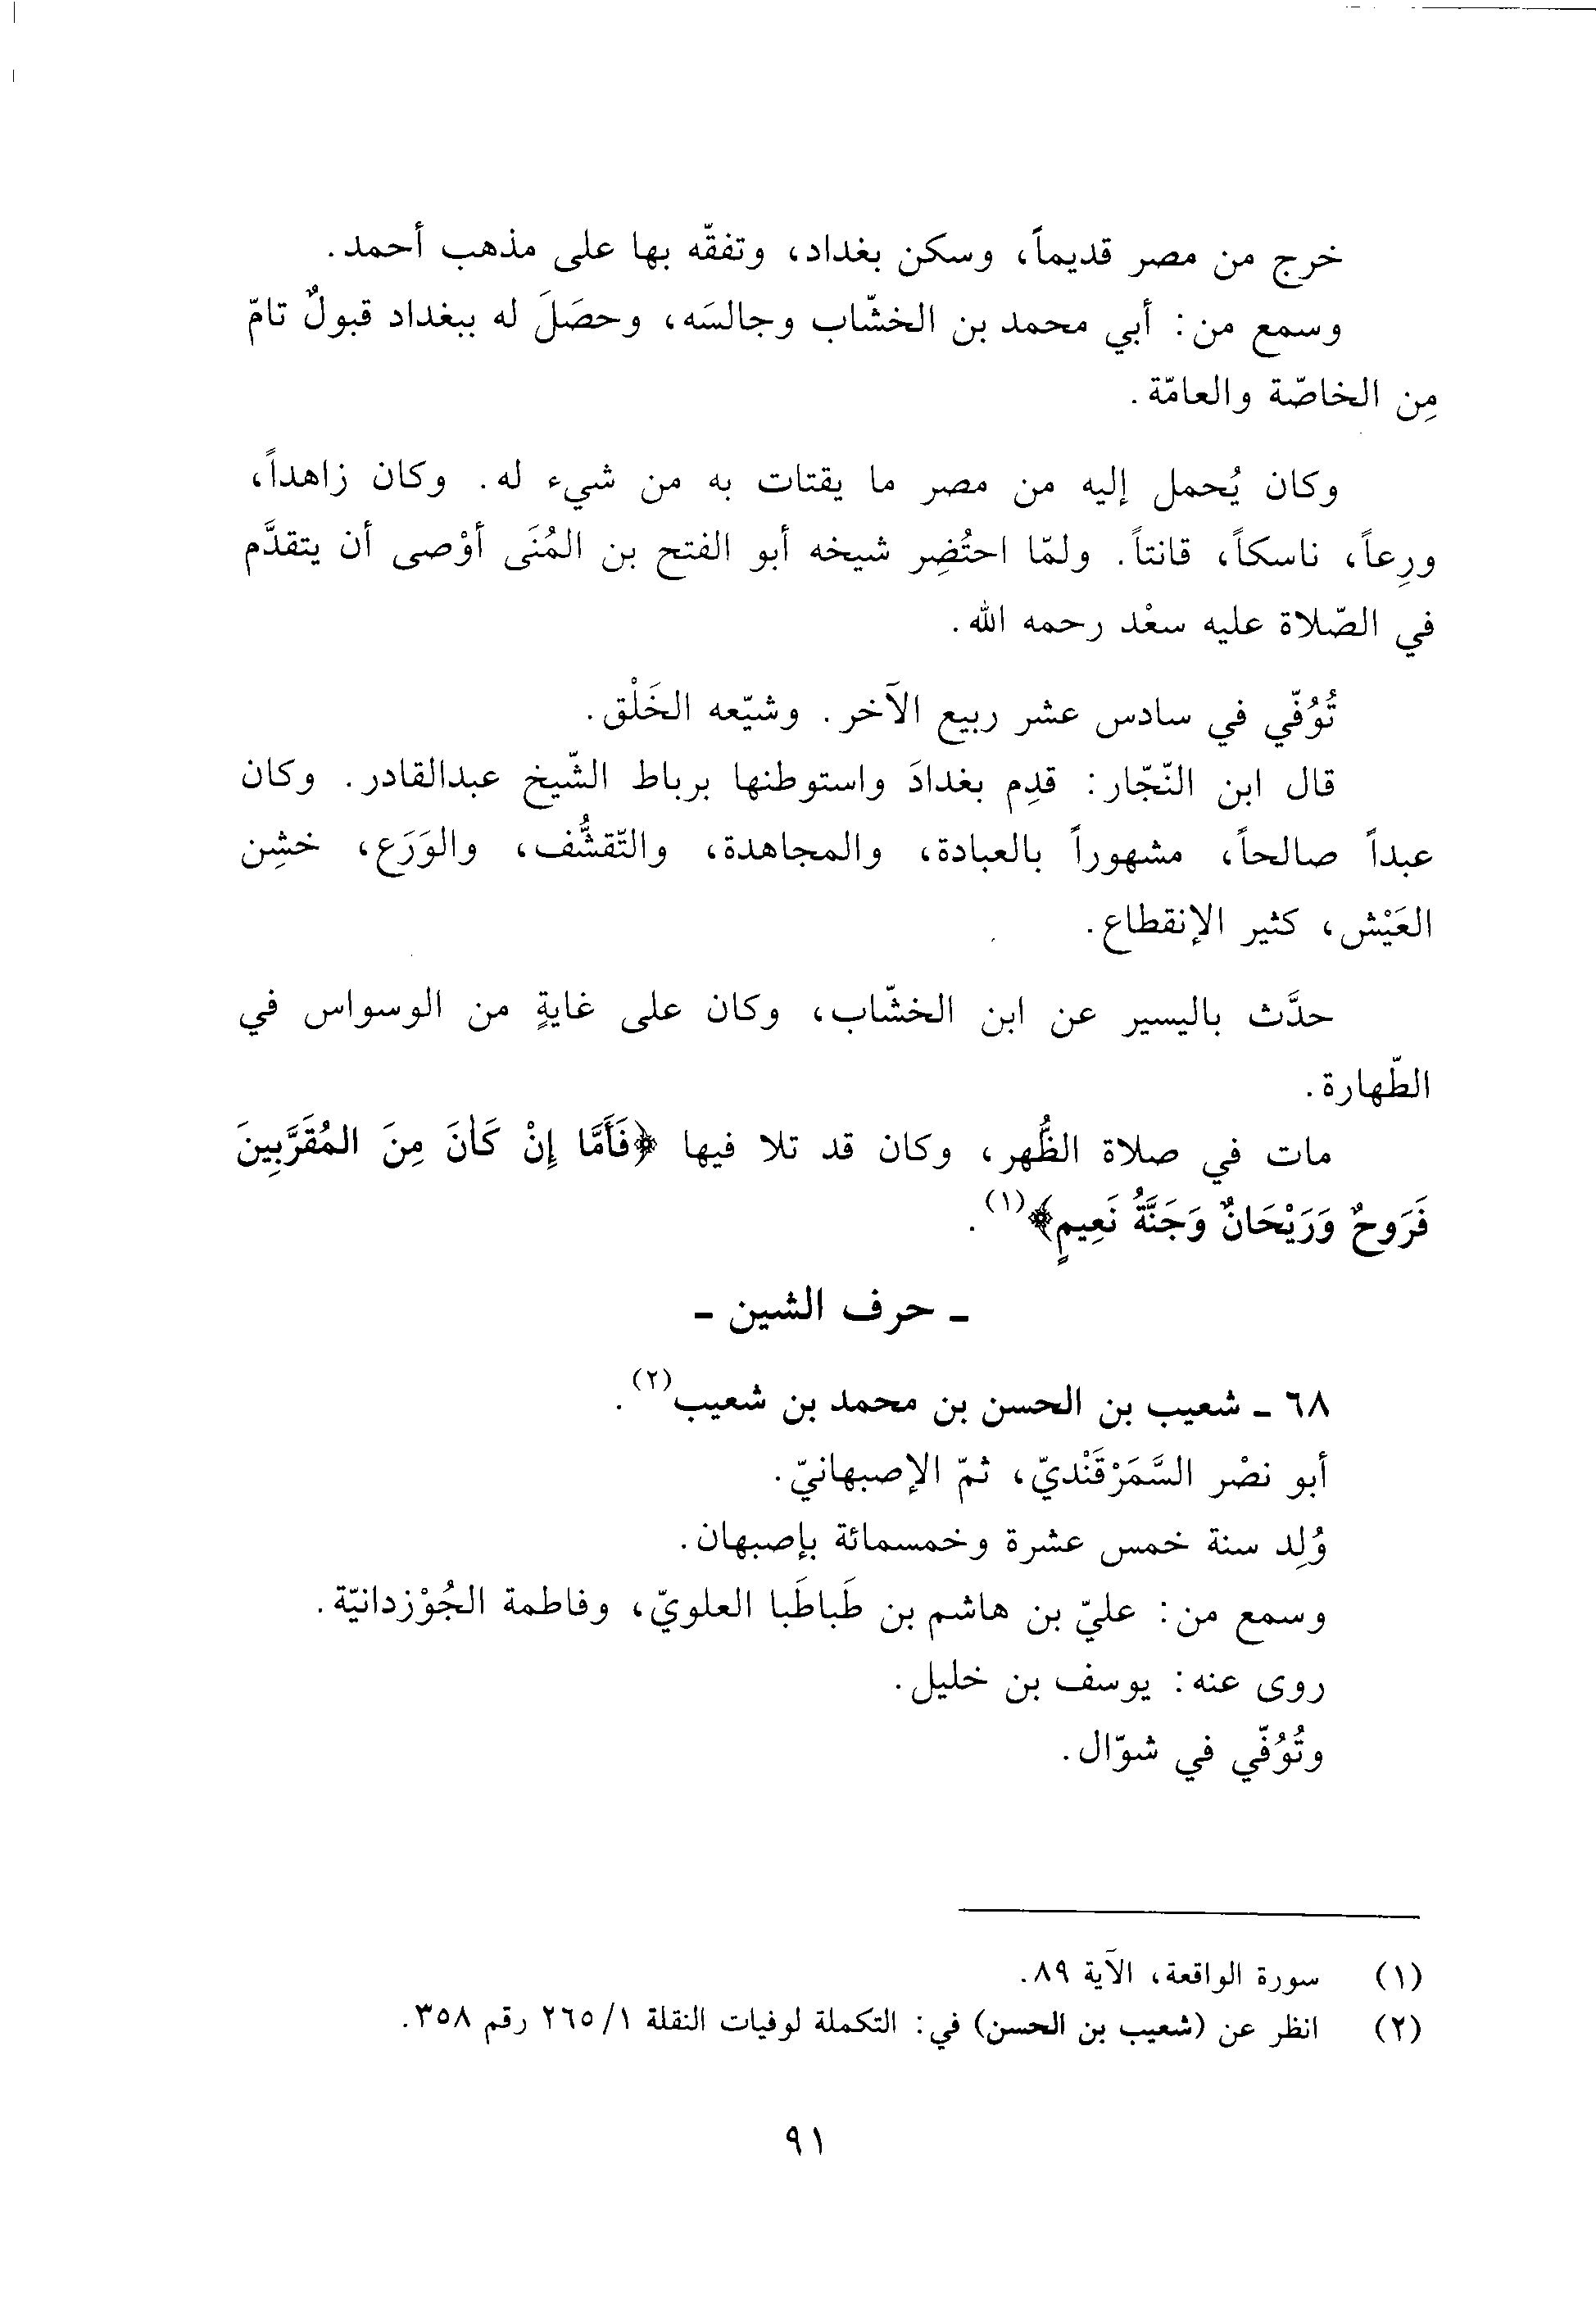 خرج من مصر قديماً، وسكن بغداد، وتفقّه بها على مذهب أحمد.
وسمع من: أبي محمد بن الخشّاب وجالسَه، وحصَلَ له ببغداد قبولٌ تامّ
مِن الخاصّة والعامّة.
وكان يُحمل إليه من مصر ما يقتات به من شيء له. وكان زاهداً،
ورِعاً، ناسكاً، قانتاً. ولمّا احتُضِر شيخه أبو الفتح بن المُنَى أوْصى أن يتقدَّم
في الصّلاة عليه سعْد رحمه الله.
تُوُفّي في سادس عشر ربيع الآخر. وشيّعه الخَلْق.
قال ابن النّجّار: قدِم بغدادَ واستوطنها برباط الشّيخ عبدالقادر. وكان
عبداً صالحاً، مشهوراً بالعبادة، والمجاهدة، والتّقشُّف، والوَرَع، خشِن
العَيْش، كثير الإنقطاع.
حدَّث باليسير عن ابن الخشّاب، وكان على غايةٍ من الوسواس في
الطّهارة.
مات في صلاة الظُّهر، وكان قد تلا فيها ﴿فَأَمَّا إِنْ كَانَ مِنَ المُقَرَّبِينَ
فَرَوحٌ وَرَيْحَانٌ وَجَنَّةُ نَعِيمٍ﴾(١).
ـ حرف الشين ـ
٦٨ ـ شعيب بن الحسن بن محمد بن شعيب(٢).
أبو نصْر السَّمَرْقَنْديّ، ثمّ الإصبهانيّ.
وُلِد سنة خمس عشرة وخمسمائة بإصبهان.
وسمع من: عليّ بن هاشم بن طَباطَبا العلويّ، وفاطمة الجُوْزدانيّة.
روى عنه: يوسف بن خليل.
وتُوُفّي في شوّال.
(١) سورة الواقعة، الآية ٨٩.
(٢) انظر عن (شعيب بن الحسن) في: التكملة لوفيات النقلة ١/ ٢٦٥ رقم ٣٥٨.
٩١